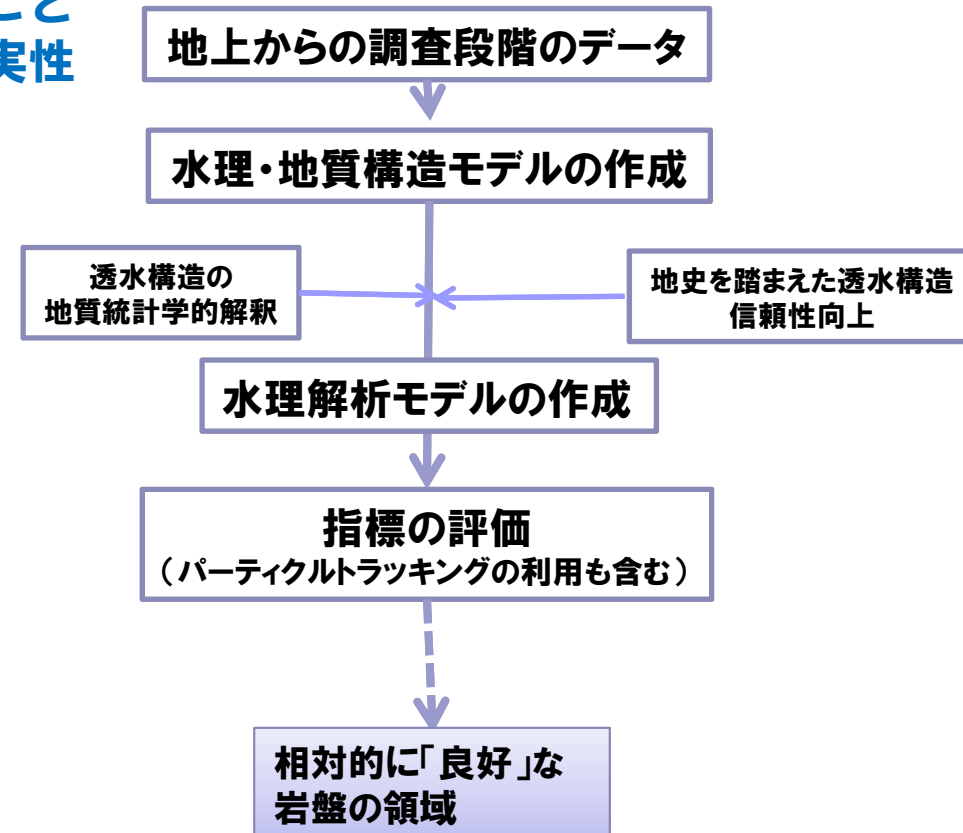 こと
実性
地上からの調査段階のデータ
水理・地質構造モデルの作成
透水構造の
地質統計学的解釈
地史を踏まえた透水構造
信頼性向上
水理解析モデルの作成
指標の評価
（パーティクルトラッキングの利用も含む）
相対的に「良好」な
岩盤の領域